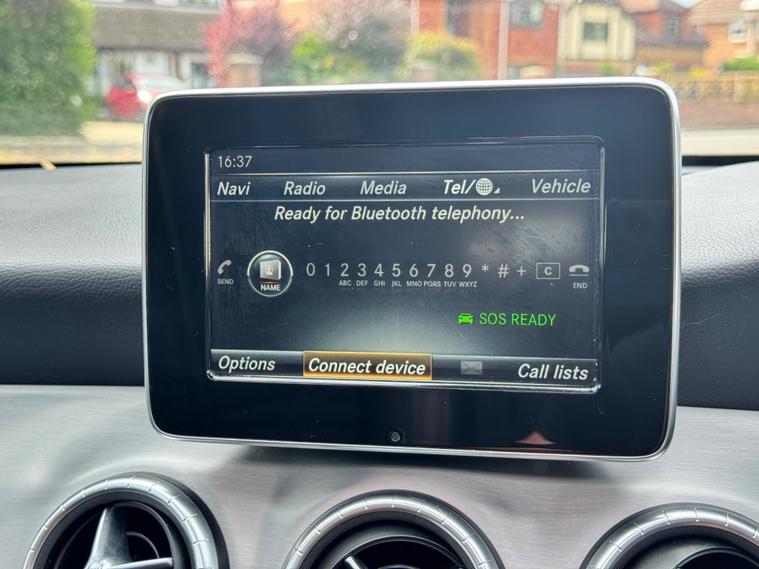 16:37
Navi Radio Media Tel/ Vehicle
Ready for Bluetooth telephony...
0 1 2 3 4 5 6 7 8 9 * # + C
SEND NAME ABC DEF GHI JKL MNO PQRS TUV WXYZ END
SOS READY
Options Connect device Call lists